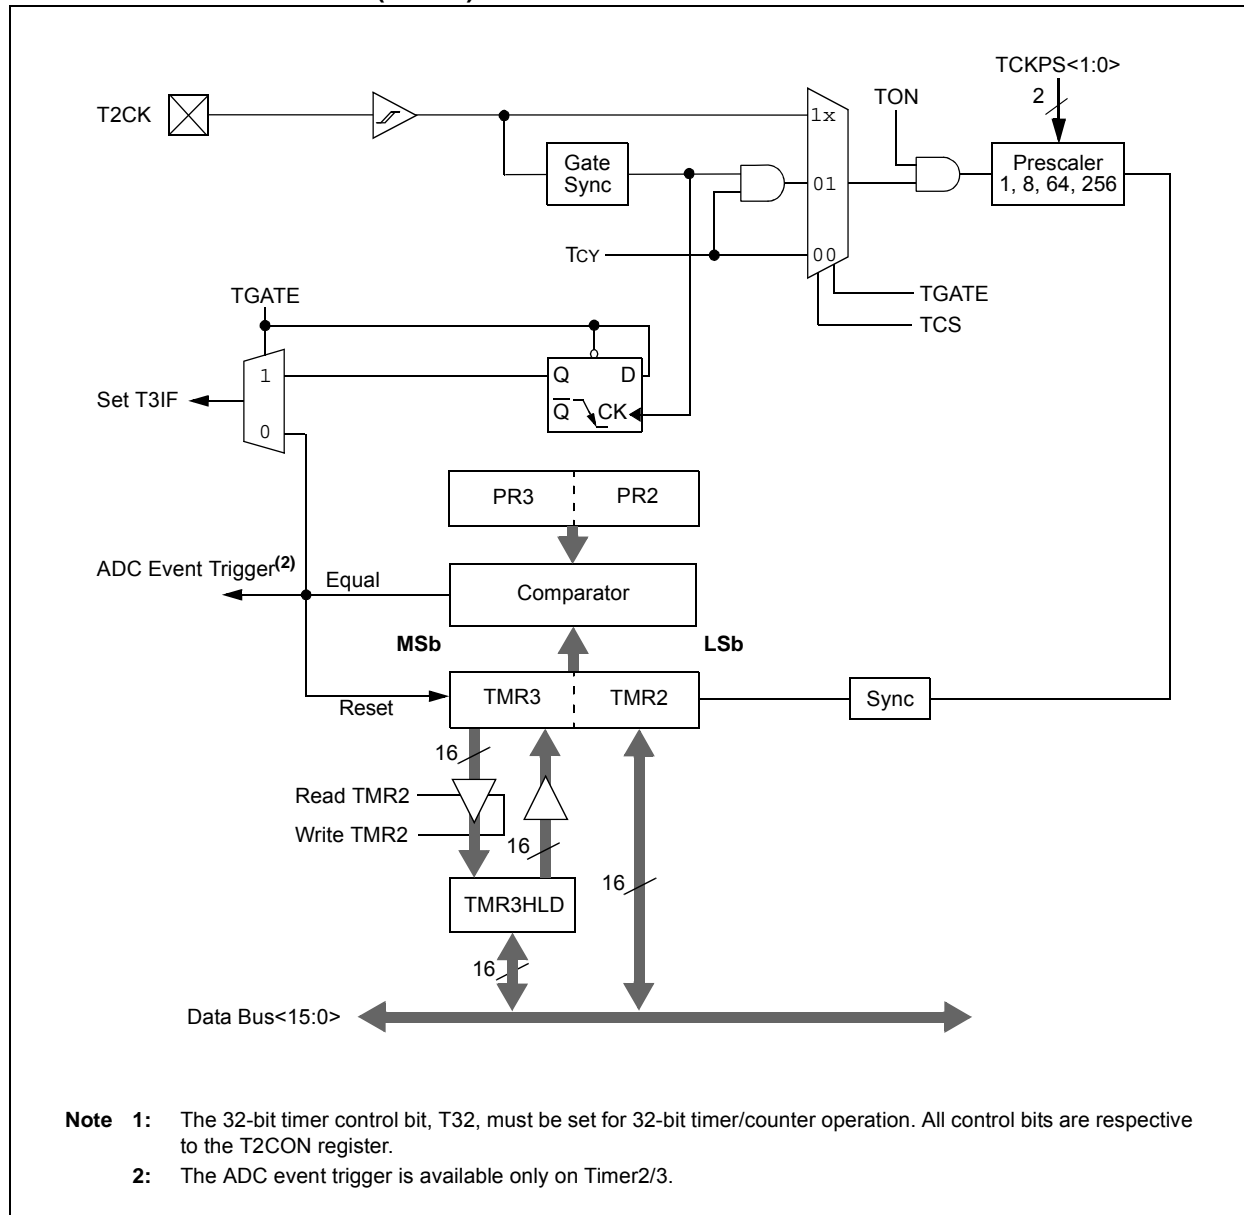 TCKPS<1:0>
2
TON
T2CK
1x
Gate
Sync
Prescaler
1, 8, 64, 256
01
TCY
00
TGATE
TCS
TGATE
1
Q
D
Set T3IF
Q
CK
0
PR3
PR2
ADC Event Trigger(2)
Equal
Comparator
MSb
LSb
Reset
TMR3
TMR2
Sync
16
Read TMR2
Write TMR2
16
16
TMR3HLD
16
Data Bus<15:0>
Note 1: The 32-bit timer control bit, T32, must be set for 32-bit timer/counter operation. All control bits are respective
to the T2CON register.
2: The ADC event trigger is available only on Timer2/3.